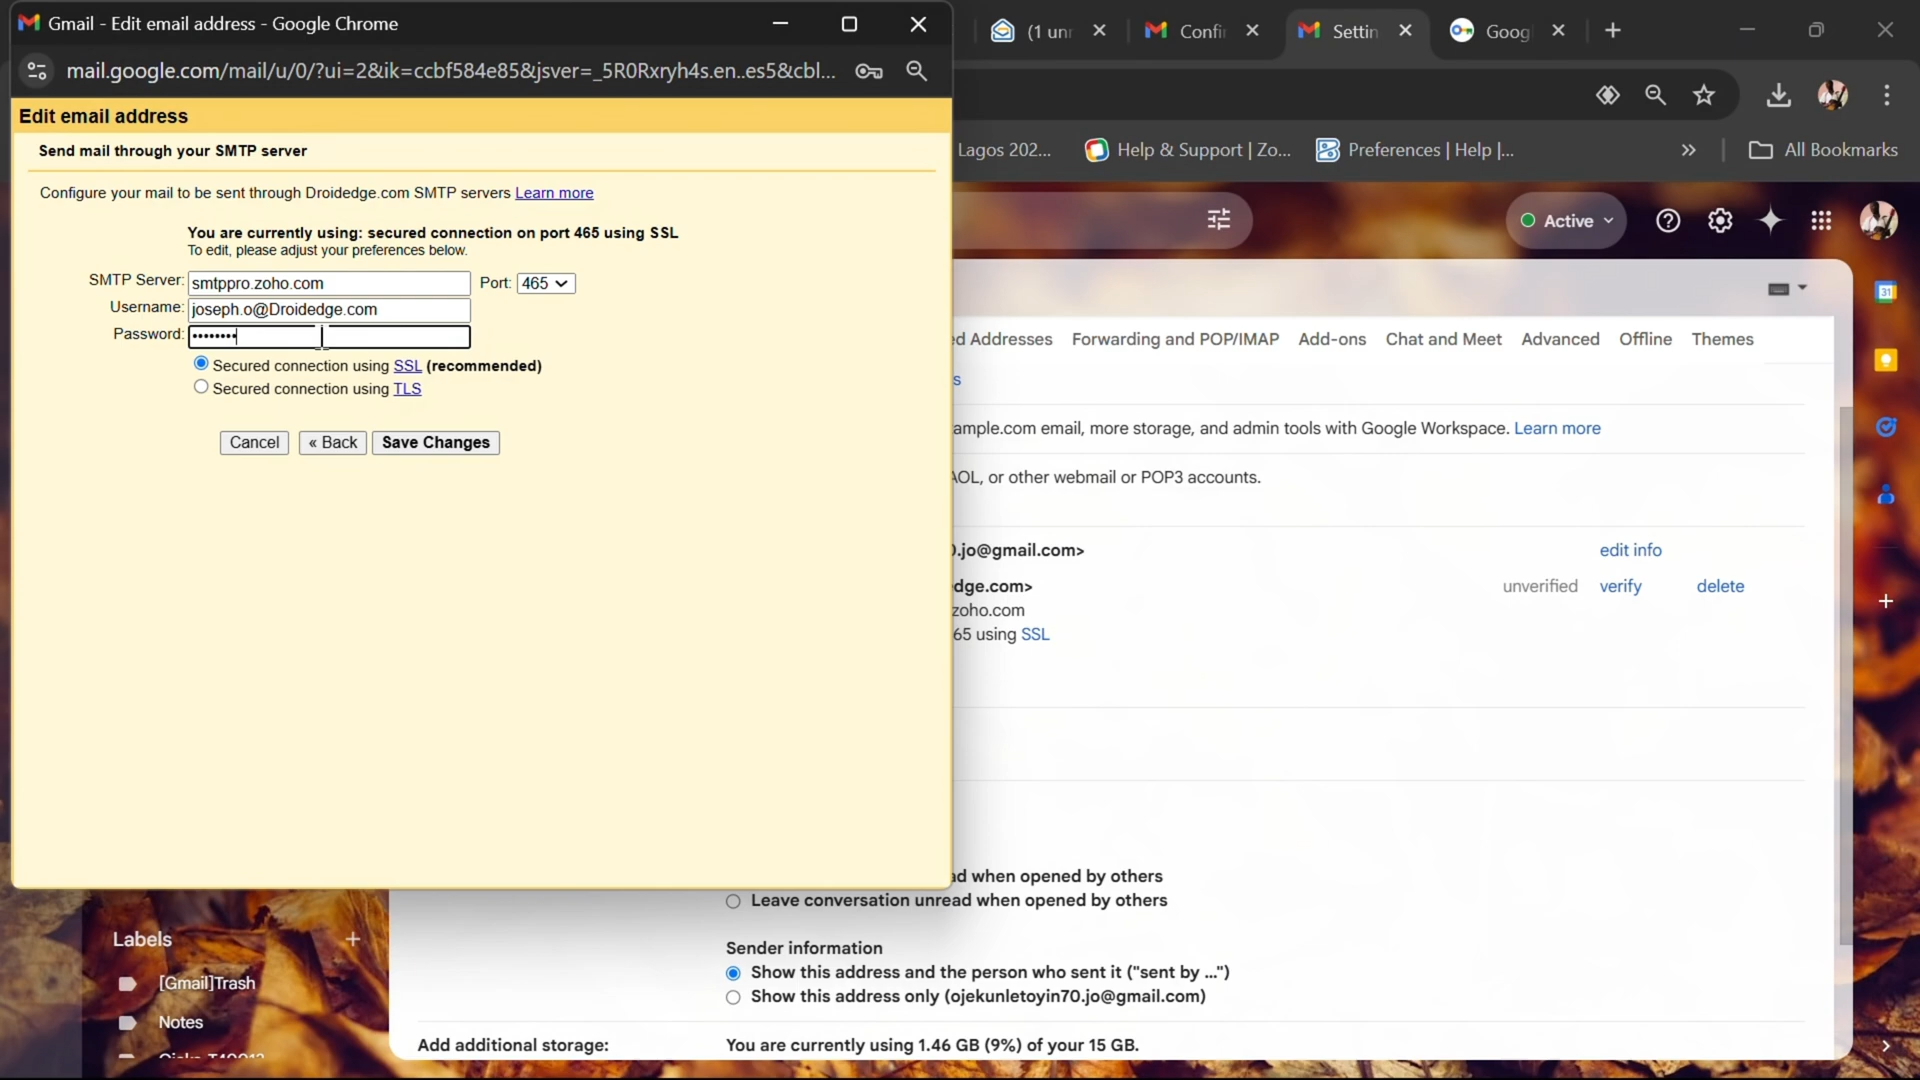 Gmail - Edit email address - Google Chrome
mail.google.com/mail/u/0/?ui=2&ik=ccbf584e85&jsver=_5R0Rxryh4s.en..es5&cbl...
Edit email address
Send mail through your SMTP server
Configure your mail to be sent through Droidedge.com SMTP servers Learn more
You are currently using: secured connection on port 465 using SSL
To edit, please adjust your preferences below.
SMTP Server: smtppro.zoho.com Port: 465
Username: joseph.o@Droidedge.com
Password: ••••••••
Secured connection using SSL (recommended)
Secured connection using TLS
Cancel « Back Save Changes
(1 unr
Confir
Settin
Goog
Lagos 202...
Help & Support | Zo...
Preferences | Help |...
»
All Bookmarks
Active
31
ed Addresses Forwarding and POP/IMAP Add-ons Chat and Meet Advanced Offline Themes
s
ample.com email, more storage, and admin tools with Google Workspace. Learn more
AOL, or other webmail or POP3 accounts.
0.jo@gmail.com> edit info
dge.com> unverified verify delete
zoho.com
65 using SSL
ad when opened by others
Leave conversation unread when opened by others
Sender information
Show this address and the person who sent it ("sent by ...")
Show this address only (ojekunletoyin70.jo@gmail.com)
Add additional storage: You are currently using 1.46 GB (9%) of your 15 GB.
Labels
[Gmail]Trash
Notes